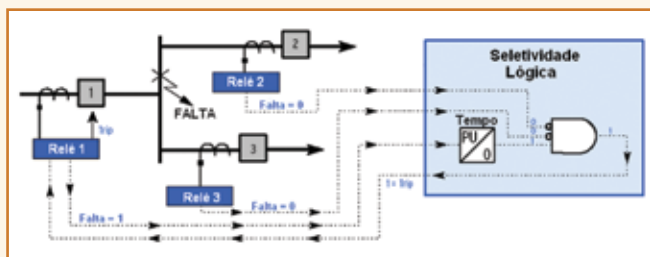 2
Seletividade
Lógica
Relé 2
1
Falta = 0
FALTA
Tempo
Trip
PU
0
1
Relé 1
3
1 = Trip
Relé 3
Falta = 0
Falta = 1